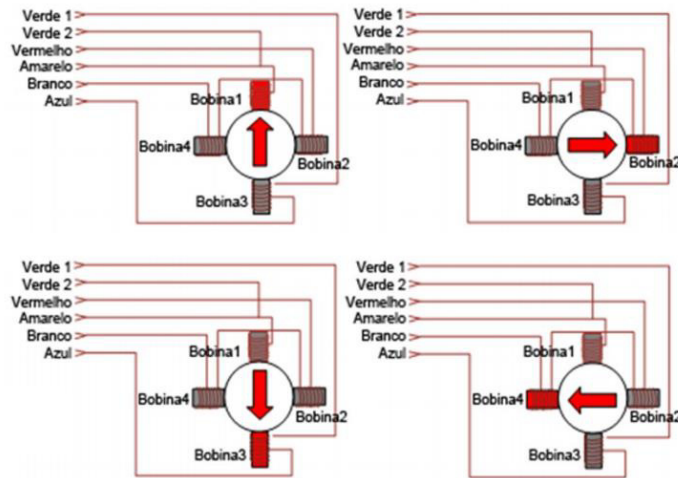 Verde 1
Verde 2
Vermelho
Amarelo
Branco
Azul
Bobina1
Bobina4
Bobina2
Bobina3
Verde 1
Verde 2
Vermelho
Amarelo
Branco
Azul
Bobina1
Bobina4
Bobina2
Bobina3
Verde 1
Verde 2
Vermelho
Amarelo
Branco
Azul
Bobina1
Bobina4
Bobina2
Bobina3
Verde 1
Verde 2
Vermelho
Amarelo
Branco
Azul
Bobina1
Bobina4
Bobina2
Bobina3